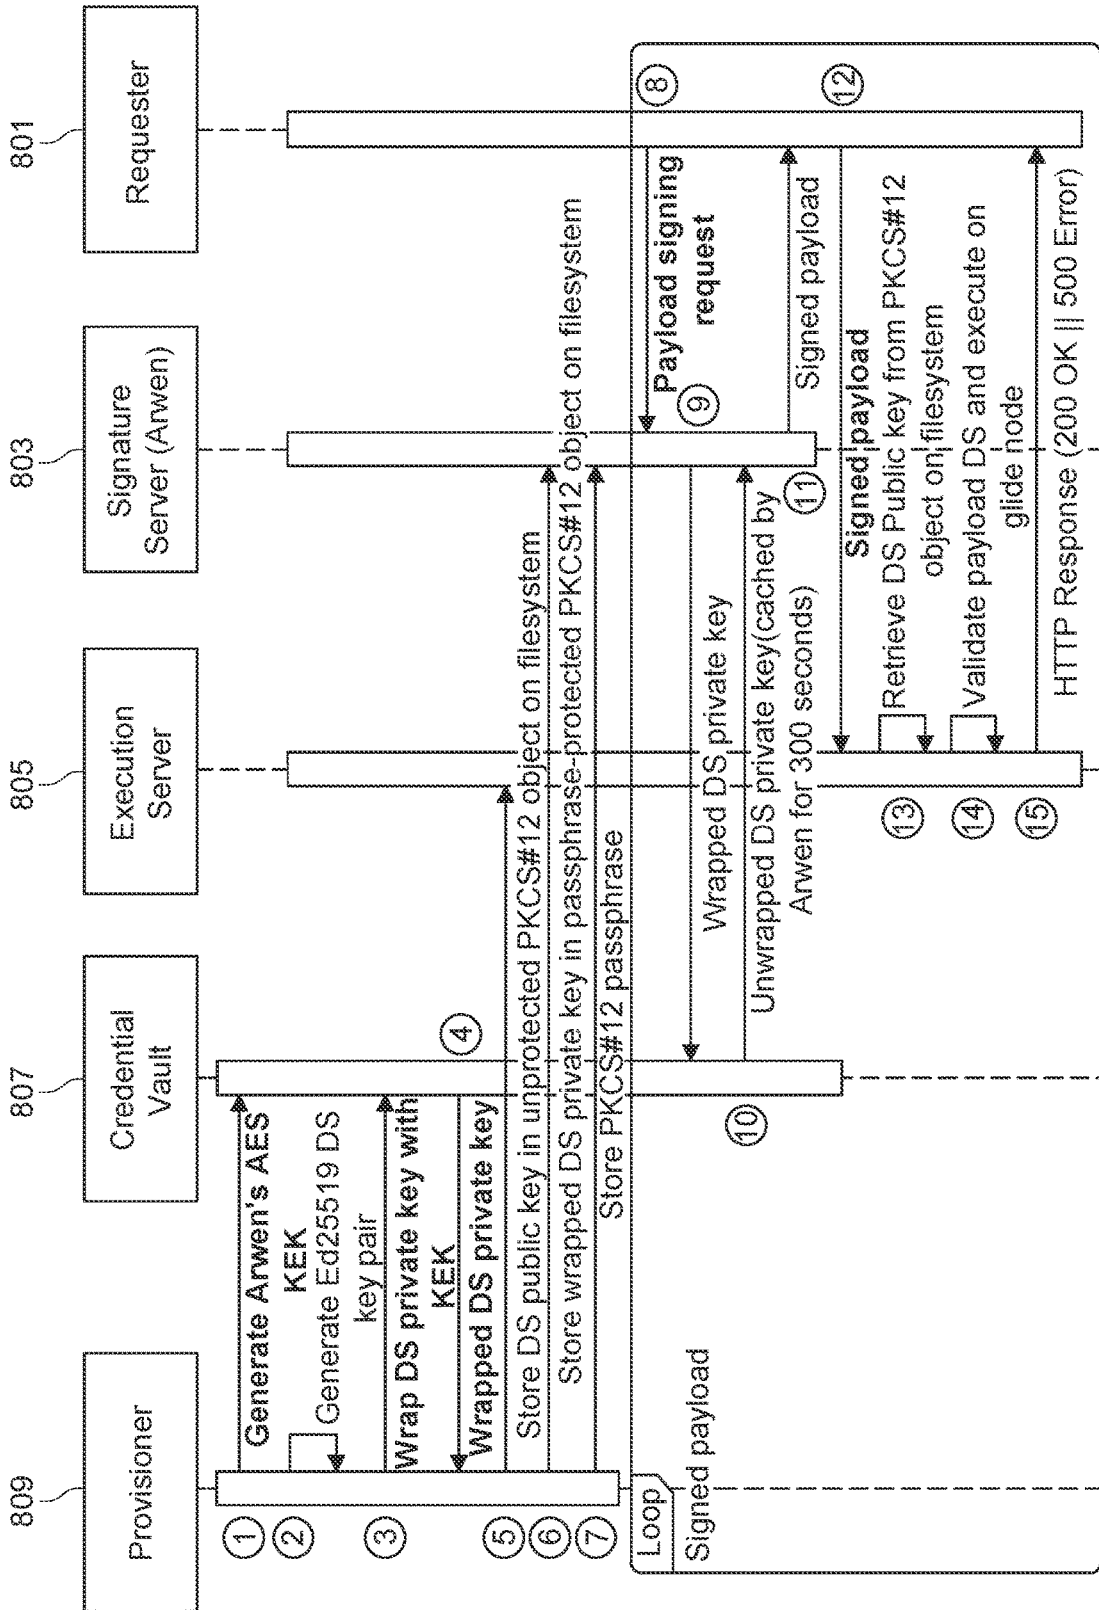 809
Provisioner
807
Credential
Vault
805
Execution
Server
803
Signature
Server (Arwen)
801
Requester
1
Generate Arwen's AES
KEK
2
Generate Ed25519 DS
key pair
3
Wrap DS private key with
KEK
4
Wrapped DS private key
5
Store DS public key in unprotected PKCS#12 object on filesystem
6
Store wrapped DS private key in passphrase-protected PKCS#12 object on filesystem
7
Store PKCS#12 passphrase
Loop
Signed payload
8
Payload signing
request
9
Wrapped DS private key
10
Unwrapped DS private key(cached by
Arwen for 300 seconds)
11
Signed payload
12
Signed payload
13
Retrieve DS Public key from PKCS#12
object on filesystem
14
Validate payload DS and execute on
glide node
15
HTTP Response (200 OK || 500 Error)